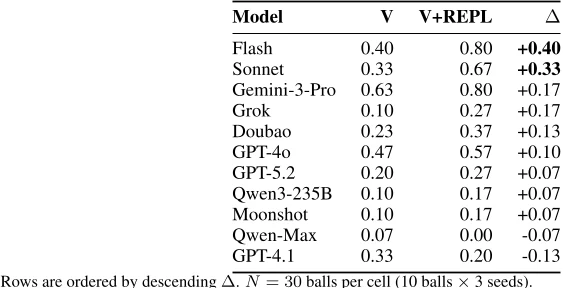 Model V V+REPL Δ
Flash 0.40 0.80 +0.40
Sonnet 0.33 0.67 +0.33
Gemini-3-Pro 0.63 0.80 +0.17
Grok 0.10 0.27 +0.17
Doubao 0.23 0.37 +0.13
GPT-4o 0.47 0.57 +0.10
GPT-5.2 0.20 0.27 +0.07
Qwen3-235B 0.10 0.17 +0.07
Moonshot 0.10 0.17 +0.07
Qwen-Max 0.07 0.00 -0.07
GPT-4.1 0.33 0.20 -0.13
Rows are ordered by descending Δ. N = 30 balls per cell (10 balls × 3 seeds).